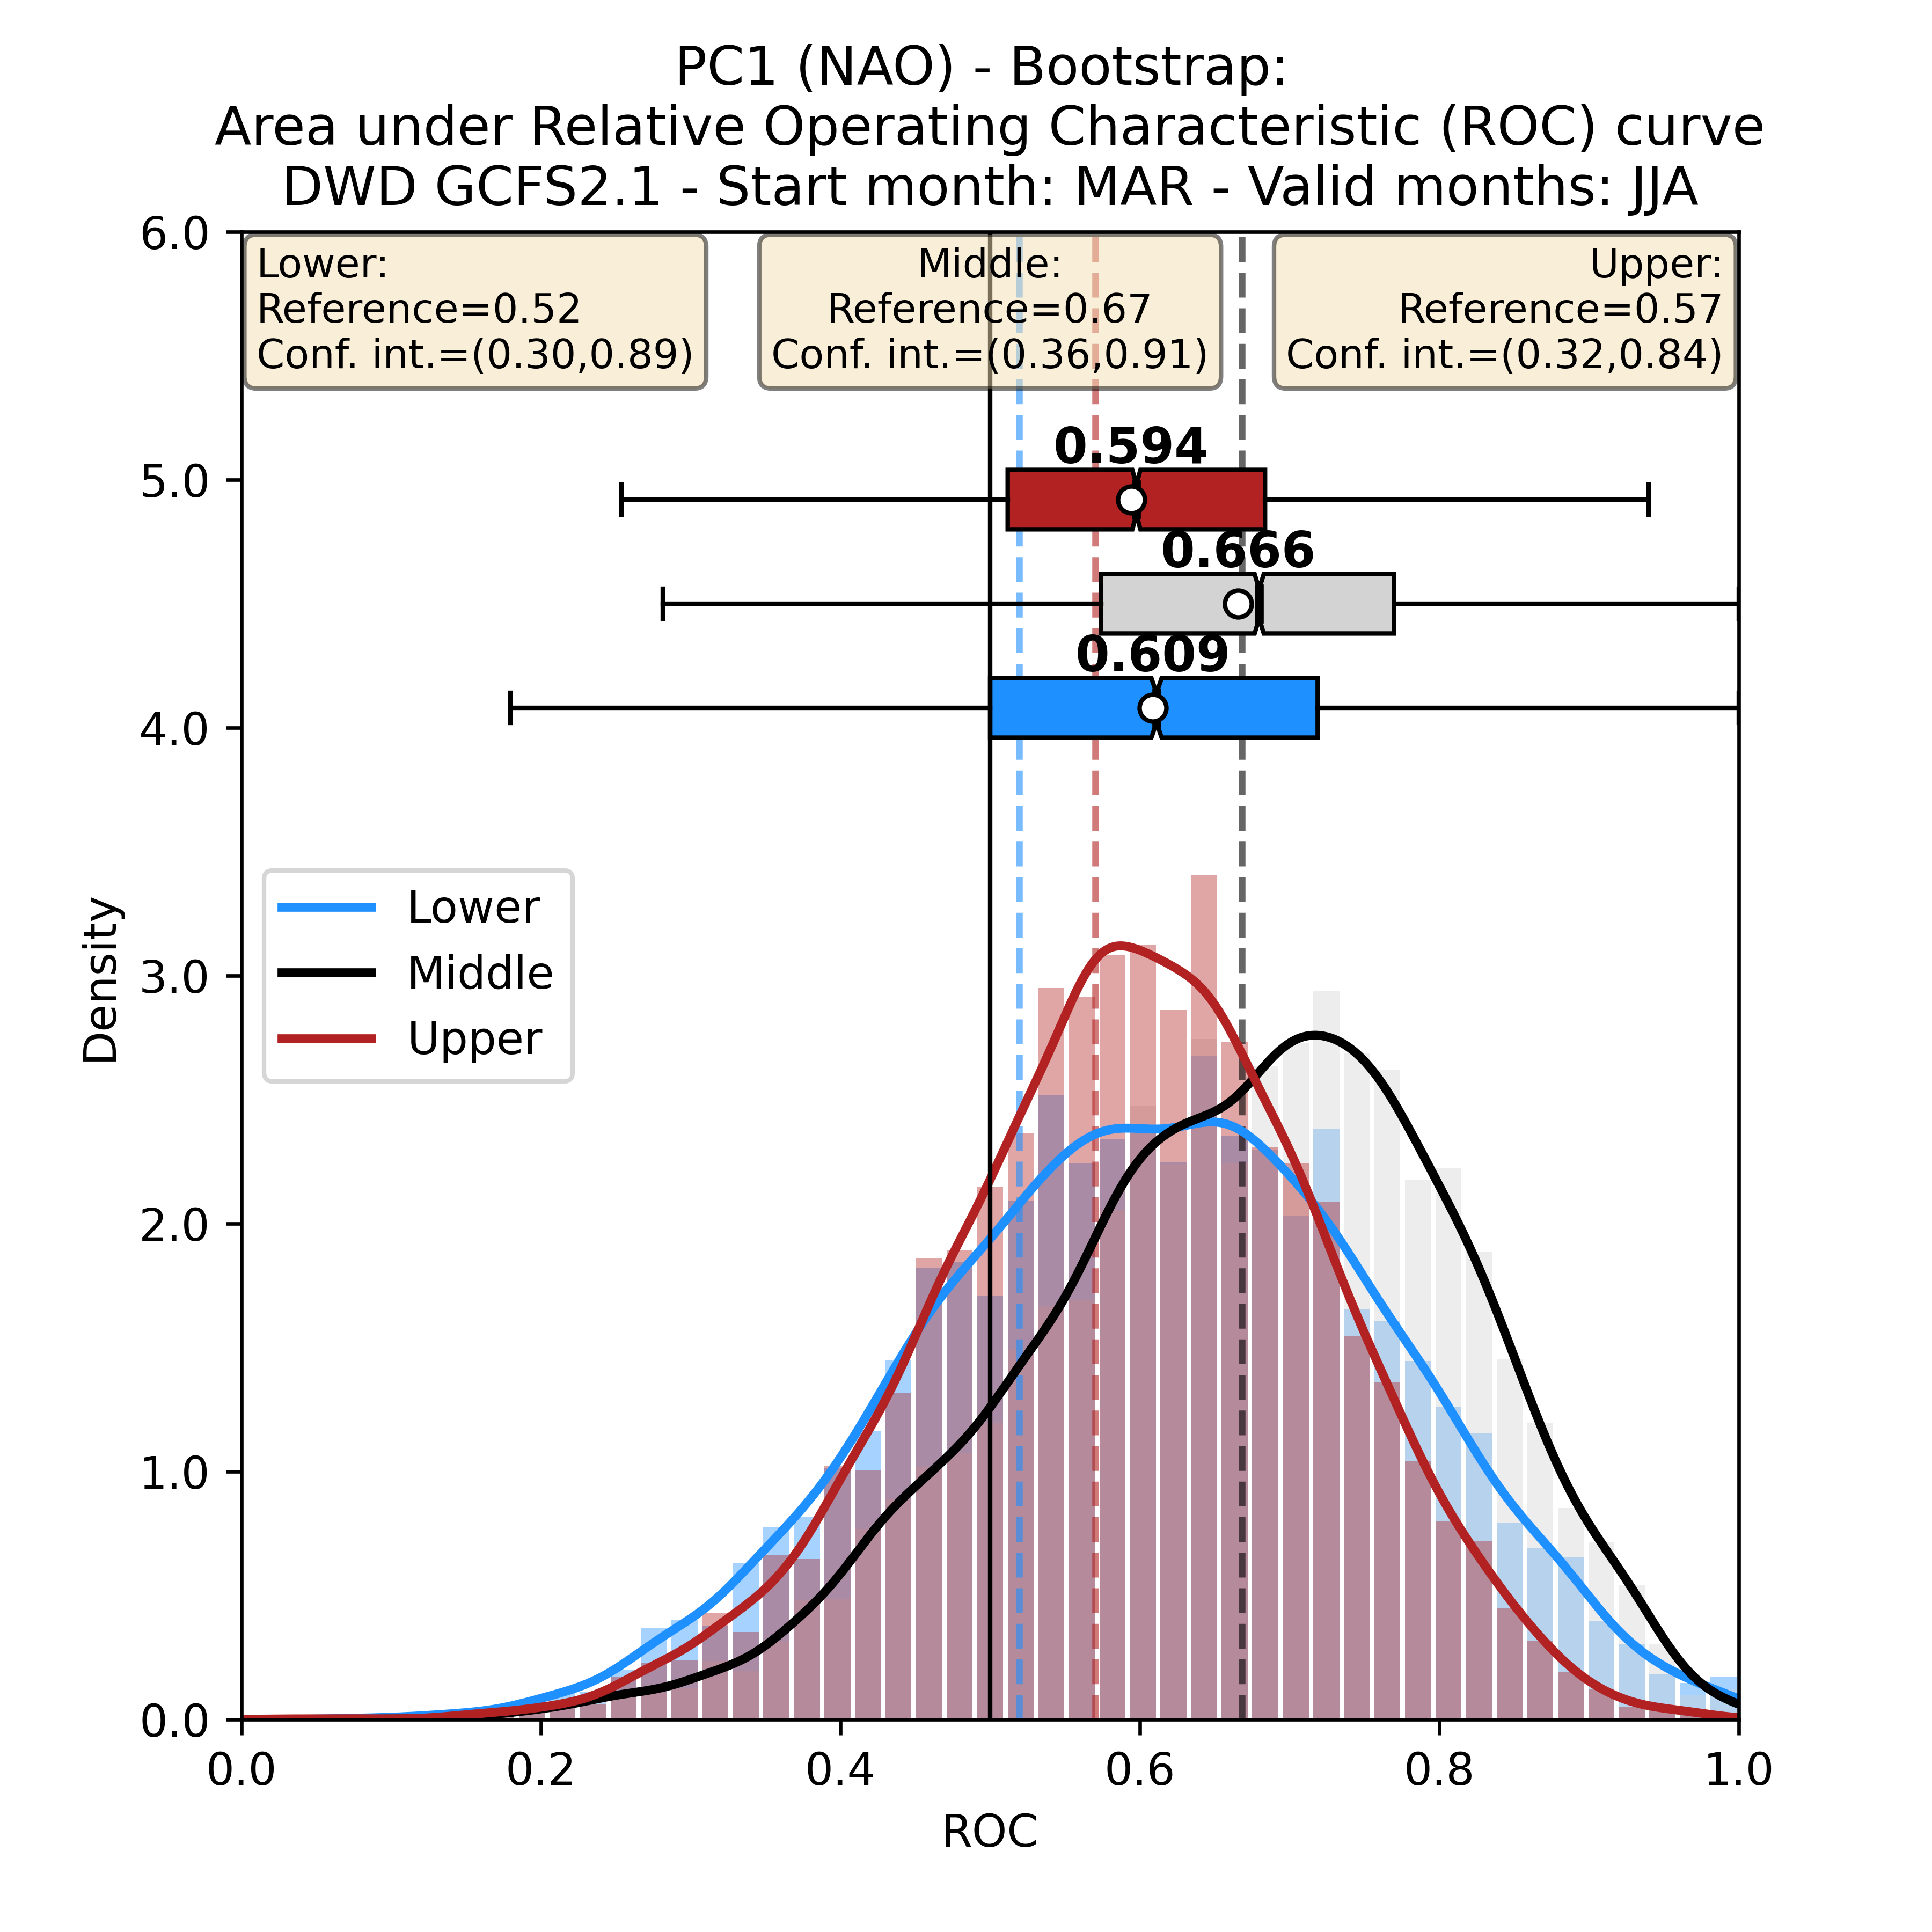 PC1 (NAO) - Bootstrap:
Area under Relative Operating Characteristic (ROC) curve
DWD GCFS2.1 - Start month: MAR - Valid months: JJA
Lower:
Reference=0.52
Conf. int.=(0.30,0.89)
Middle:
Reference=0.67
Conf. int.=(0.36,0.91)
Upper:
Reference=0.57
Conf. int.=(0.32,0.84)
0.594
0.666
0.609
Lower
Middle
Upper
Density
6.0
5.0
4.0
3.0
2.0
1.0
0.0
0.0 0.2 0.4 0.6 0.8 1.0
ROC